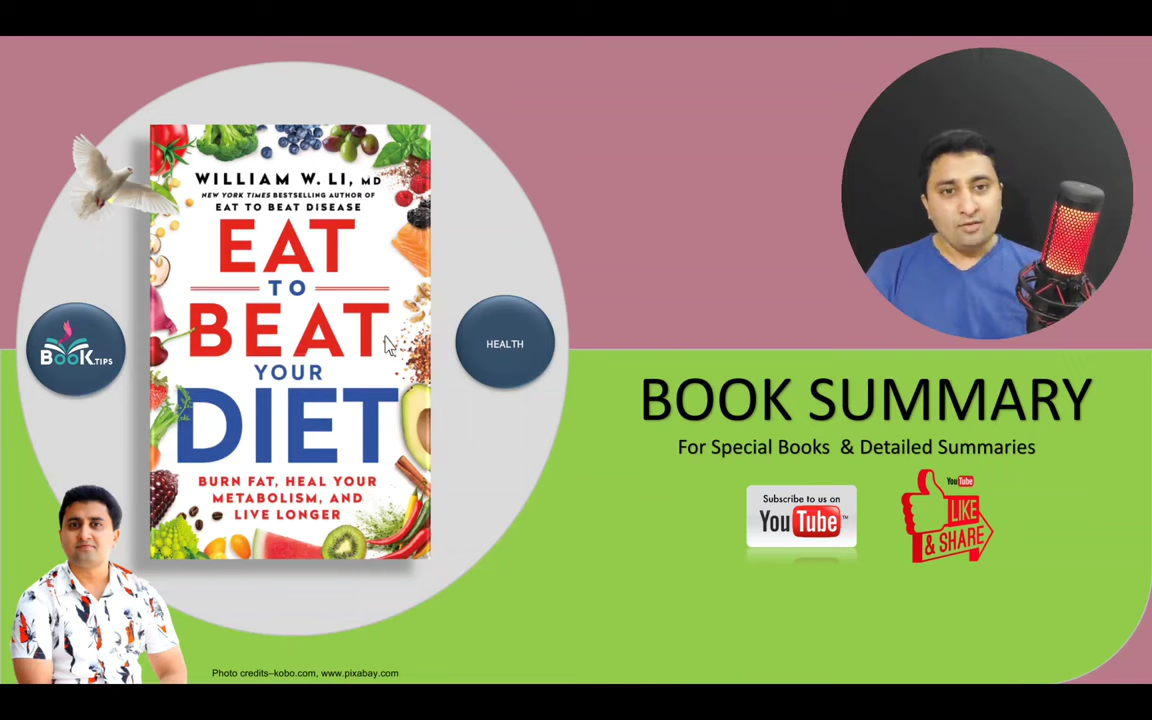 WILLIAM W. LI, MD
NEW YORK TIMES BESTSELLING AUTHOR OF
EAT TO BEAT DISEASE
EAT
TO
BEAT
YOUR
DIET
BURN FAT, HEAL YOUR
METABOLISM, AND
LIVE LONGER
BooK.TIPS
HEALTH
BOOK SUMMARY
For Special Books & Detailed Summaries
Subscribe to us on
YouTube™
YouTube
LIKE
& SHARE
Photo credits–kobo.com, www.pixabay.com